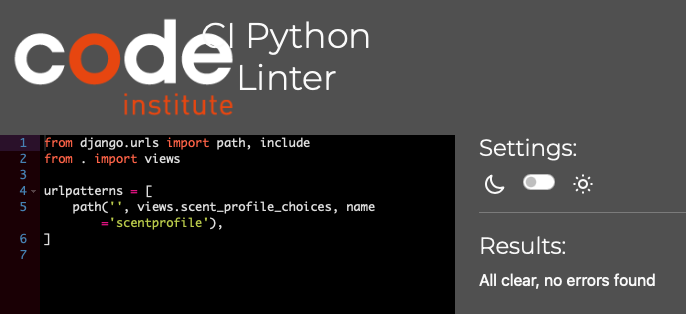 code
institute
CI Python
Linter
1 from django.urls import path, include
2 from . import views
3
4 urlpatterns = [
5     path('', views.scent_profile_choices, name
        ='scentprofile'),
6 ]
7
Settings:
Results:
All clear, no errors found